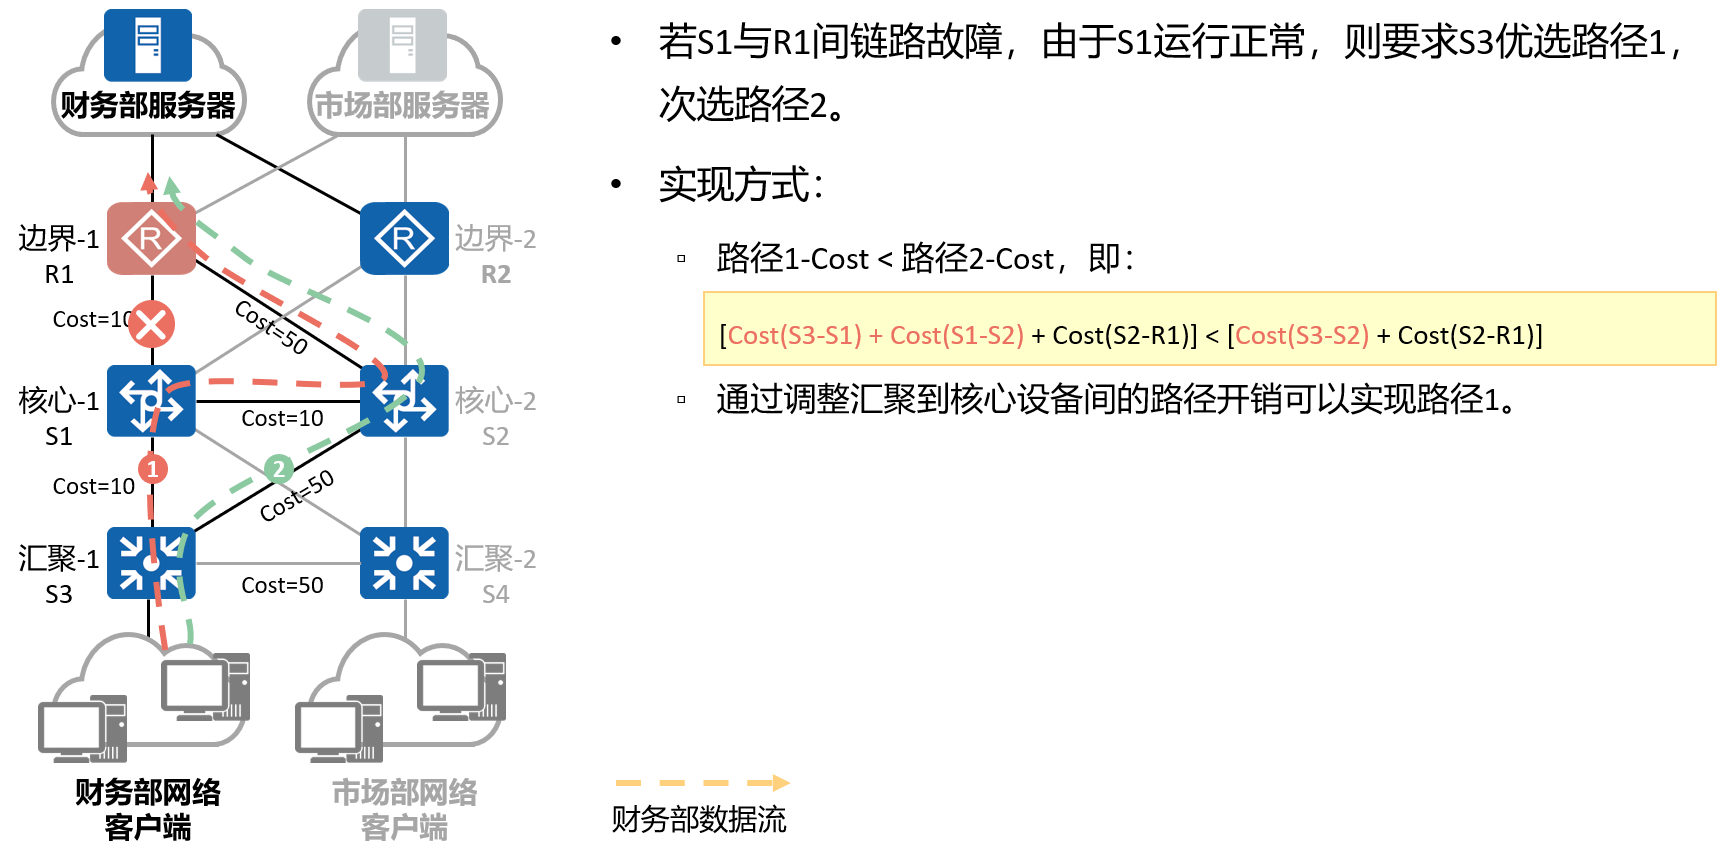 财务部服务器
市场部服务器
R
R
边界-1
R1
边界-2
R2
Cost=10
Cost=50
核心-1
S1
核心-2
S2
Cost=10
1
2
Cost=10
Cost=50
汇聚-1
S3
汇聚-2
S4
Cost=50
财务部网络
客户端
市场部网络
客户端
• 若S1与R1间链路故障，由于S1运行正常，则要求S3优选路径1，
次选路径2。
• 实现方式：
▫ 路径1-Cost < 路径2-Cost，即：
[Cost(S3-S1) + Cost(S1-S2) + Cost(S2-R1)] < [Cost(S3-S2) + Cost(S2-R1)]
▫ 通过调整汇聚到核心设备间的路径开销可以实现路径1。
财务部数据流